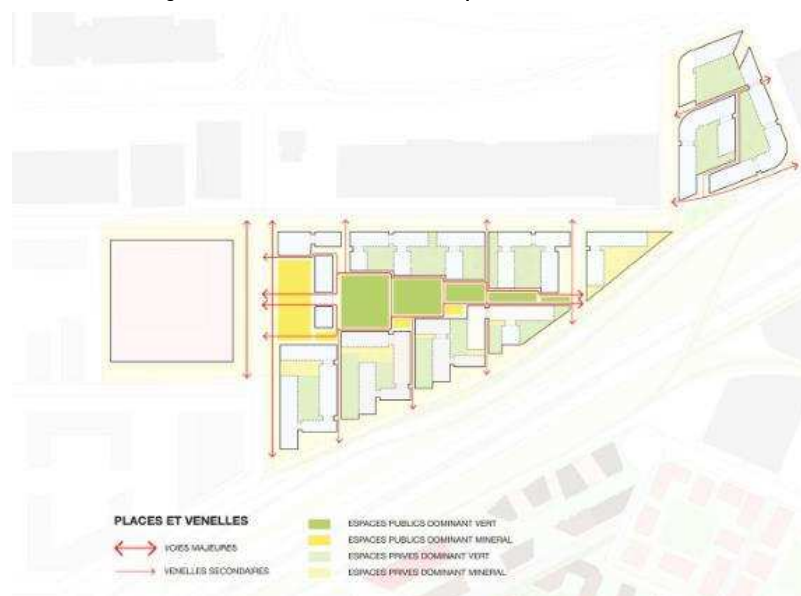 PLACES ET VENELLES
VOIES MAJEURES
VENELLES SECONDAIRES
ESPACES PUBLICS DOMINANT VERT
ESPACES PUBLICS DOMINANT MINERAL
ESPACES PRIVES DOMINANT VERT
ESPACES PRIVES DOMINANT MINERAL